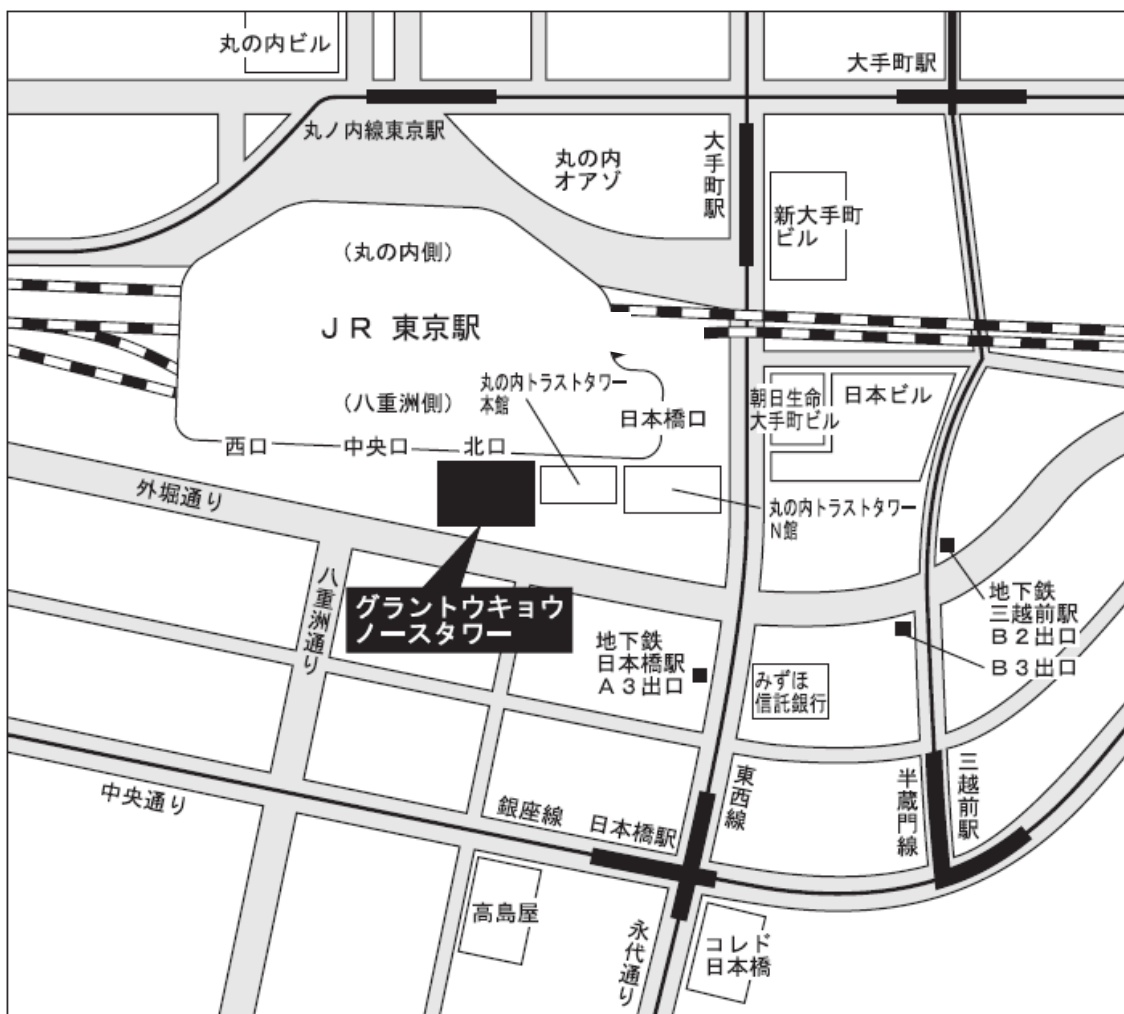 丸の内ビル
大手町駅
丸ノ内線東京駅
丸の内
オアゾ
大手町駅
新大手町
ビル
（丸の内側）
ＪＲ 東京駅
丸の内トラストタワー
本館
（八重洲側）
日本橋口
朝日生命
大手町ビル
日本ビル
西口
中央口
北口
外堀通り
丸の内トラストタワー
Ｎ館
八重洲通り
グラントウキョウ
ノースタワー
地下鉄
日本橋駅
Ａ３出口
地下鉄
三越前駅
Ｂ２出口
Ｂ３出口
みずほ
信託銀行
東西線
半蔵門線
三越前駅
中央通り
銀座線
日本橋駅
高島屋
永代通り
コレド
日本橋